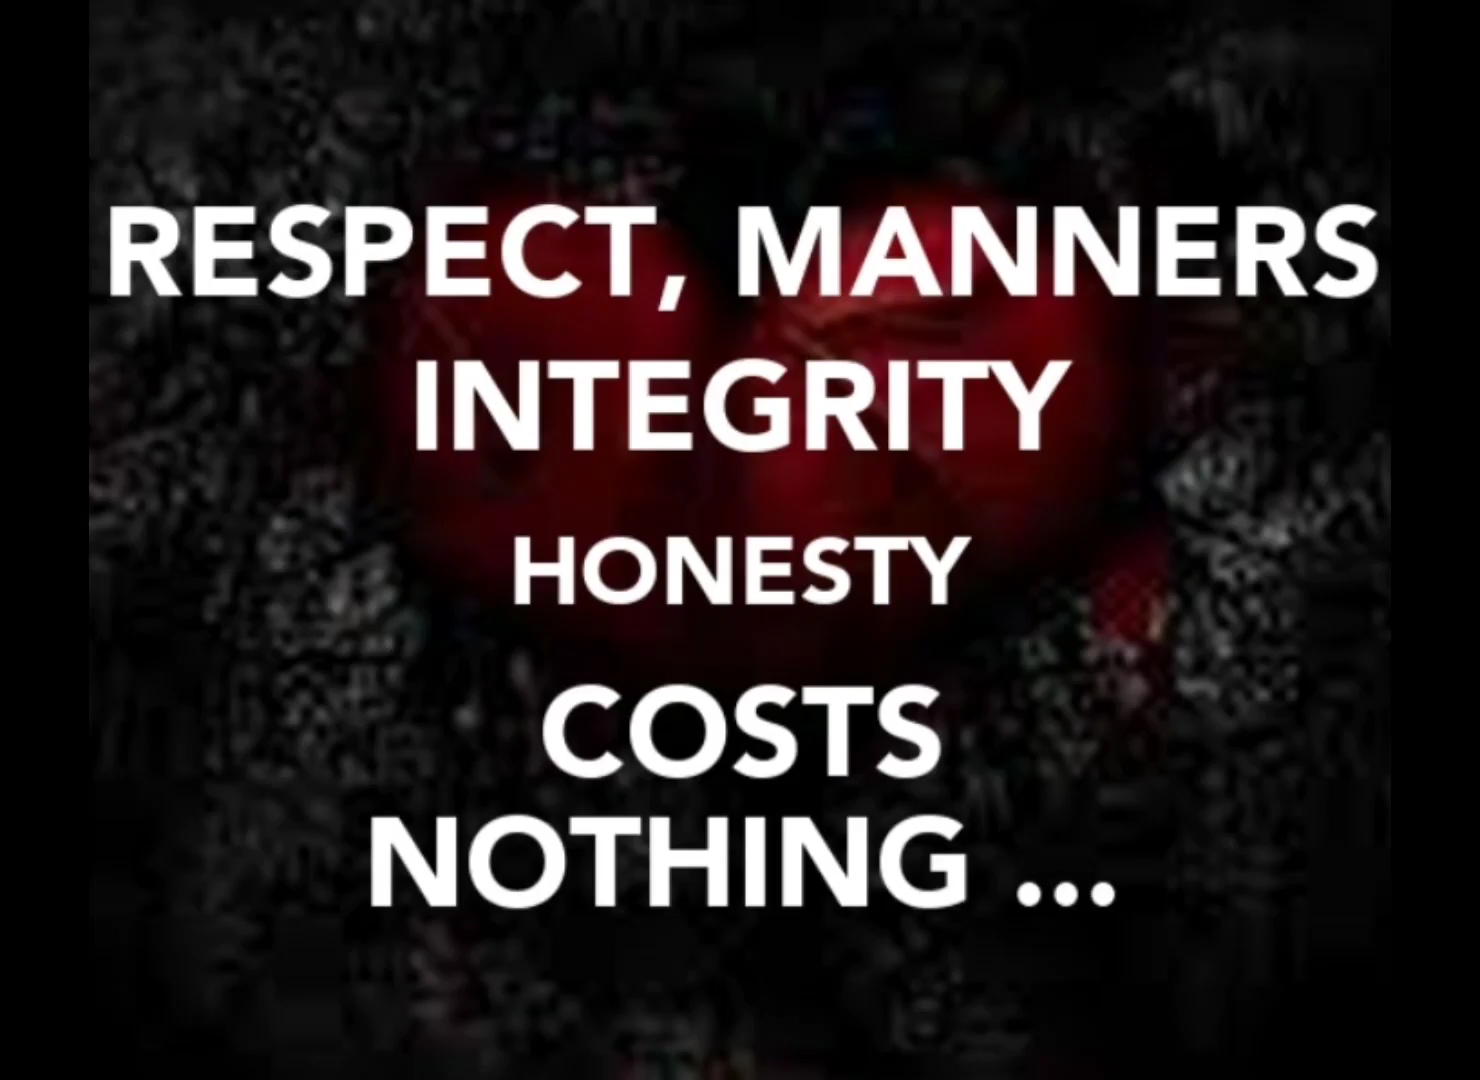 RESPECT, MANNERS
INTEGRITY
HONESTY
COSTS
NOTHING ...